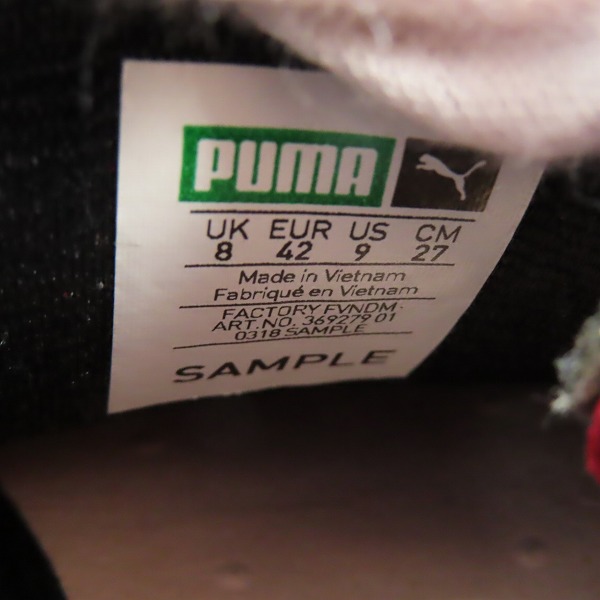 PUMA
UK EUR US CM
8 42 9 27
Made in Vietnam
Fabriqué en Vietnam
FACTORY FVNDM
ART.NO. 369279 01
0318 SAMPLE
SAMPLE